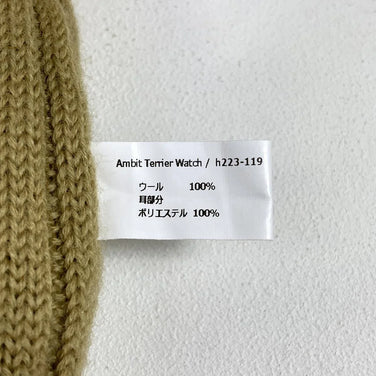 Ambit Terrier Watch / h223-119
ウール 100%
耳部分
ポリエステル 100%